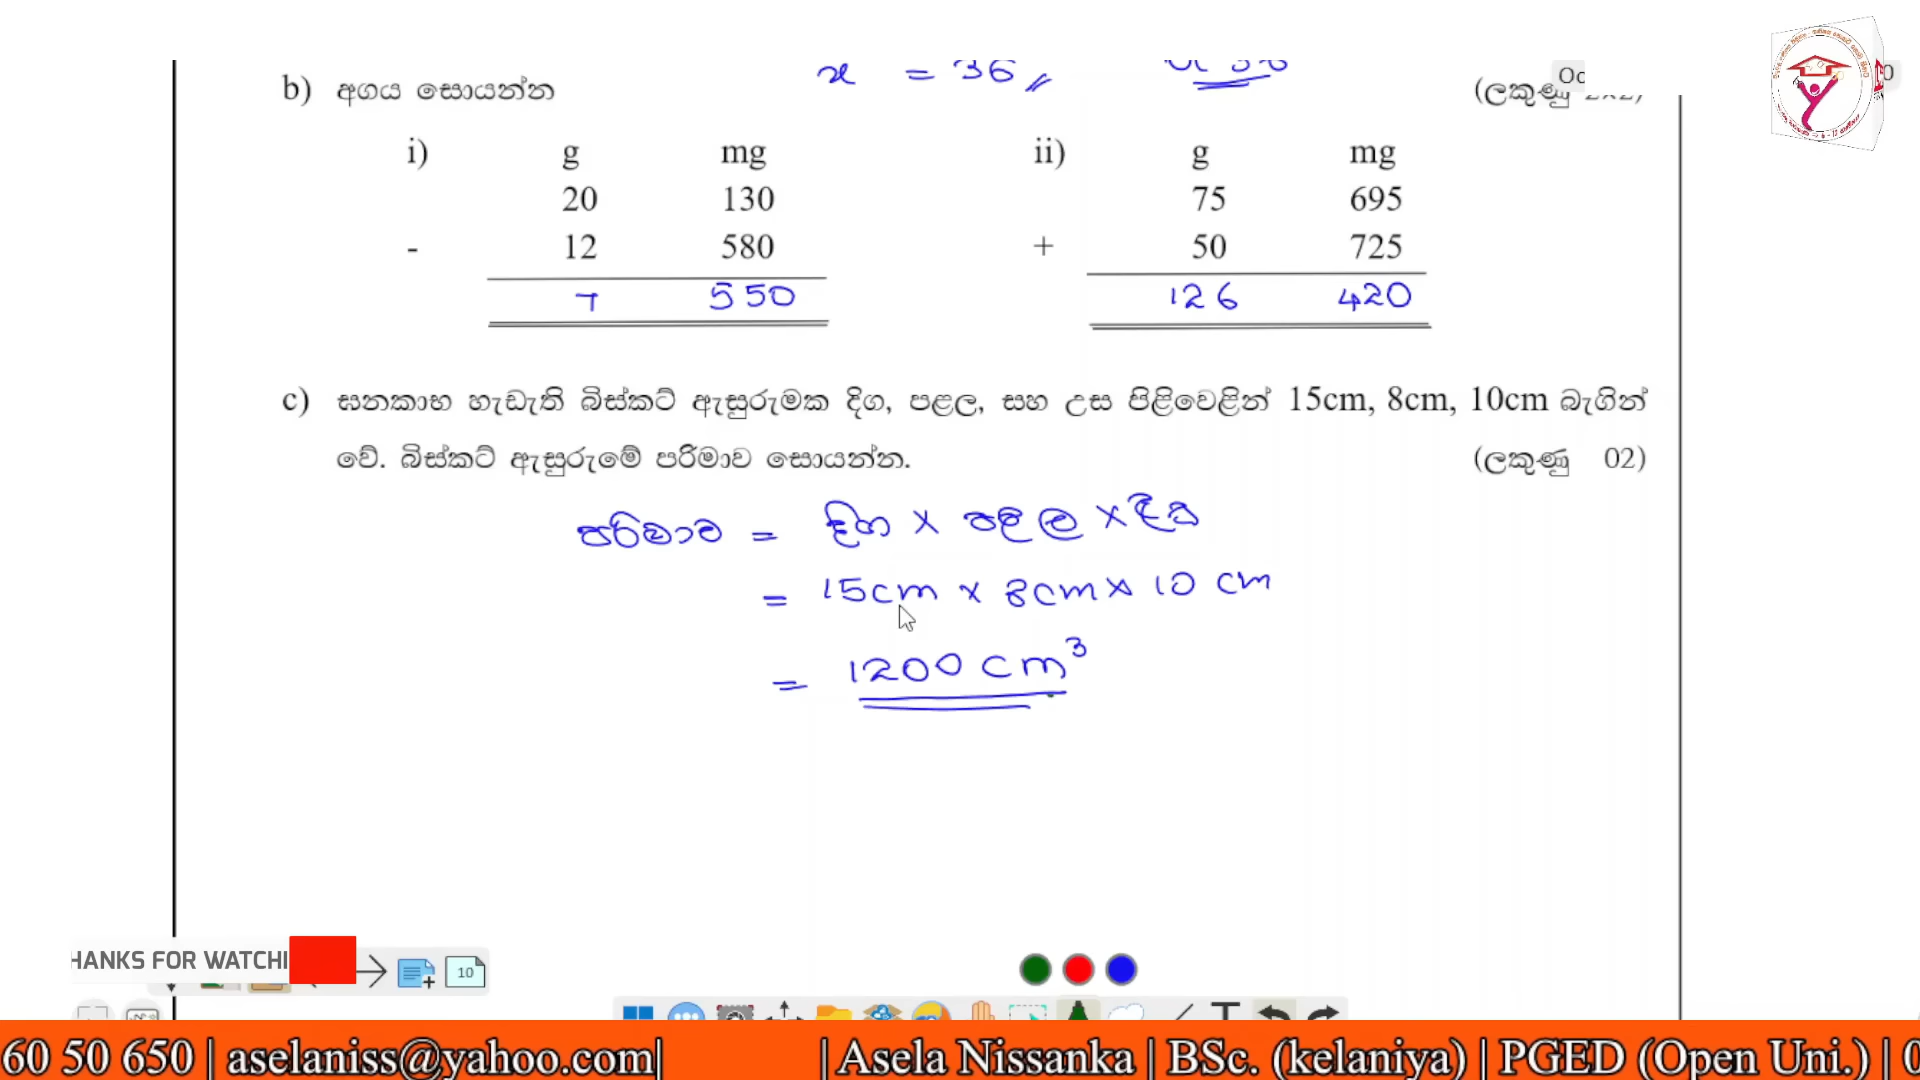 x = 36
b) අගය සොයන්න
i) g mg ii) g mg
20 130 75 695
- 12 580 + 50 725
7 550 126 420
c) ඝනකාභ හැඩැති බිස්කට් ඇසුරුමක දිග, පළල, සහ උස පිළිවෙළින් 15cm, 8cm, 10cm බැගින්
වේ. බිස්කට් ඇසුරුමේ පරිමාව සොයන්න. (ලකුණු 02)
පරිමාව = දිග × පළල ×
= 15cm × 8cm × 10 cm
= 1200 cm³
HANKS FOR WATCHI
10
60 50 650 | aselaniss@yahoo.com| | Asela Nissanka | BSc. (kelaniya) | PGED (Open Uni.) | 0